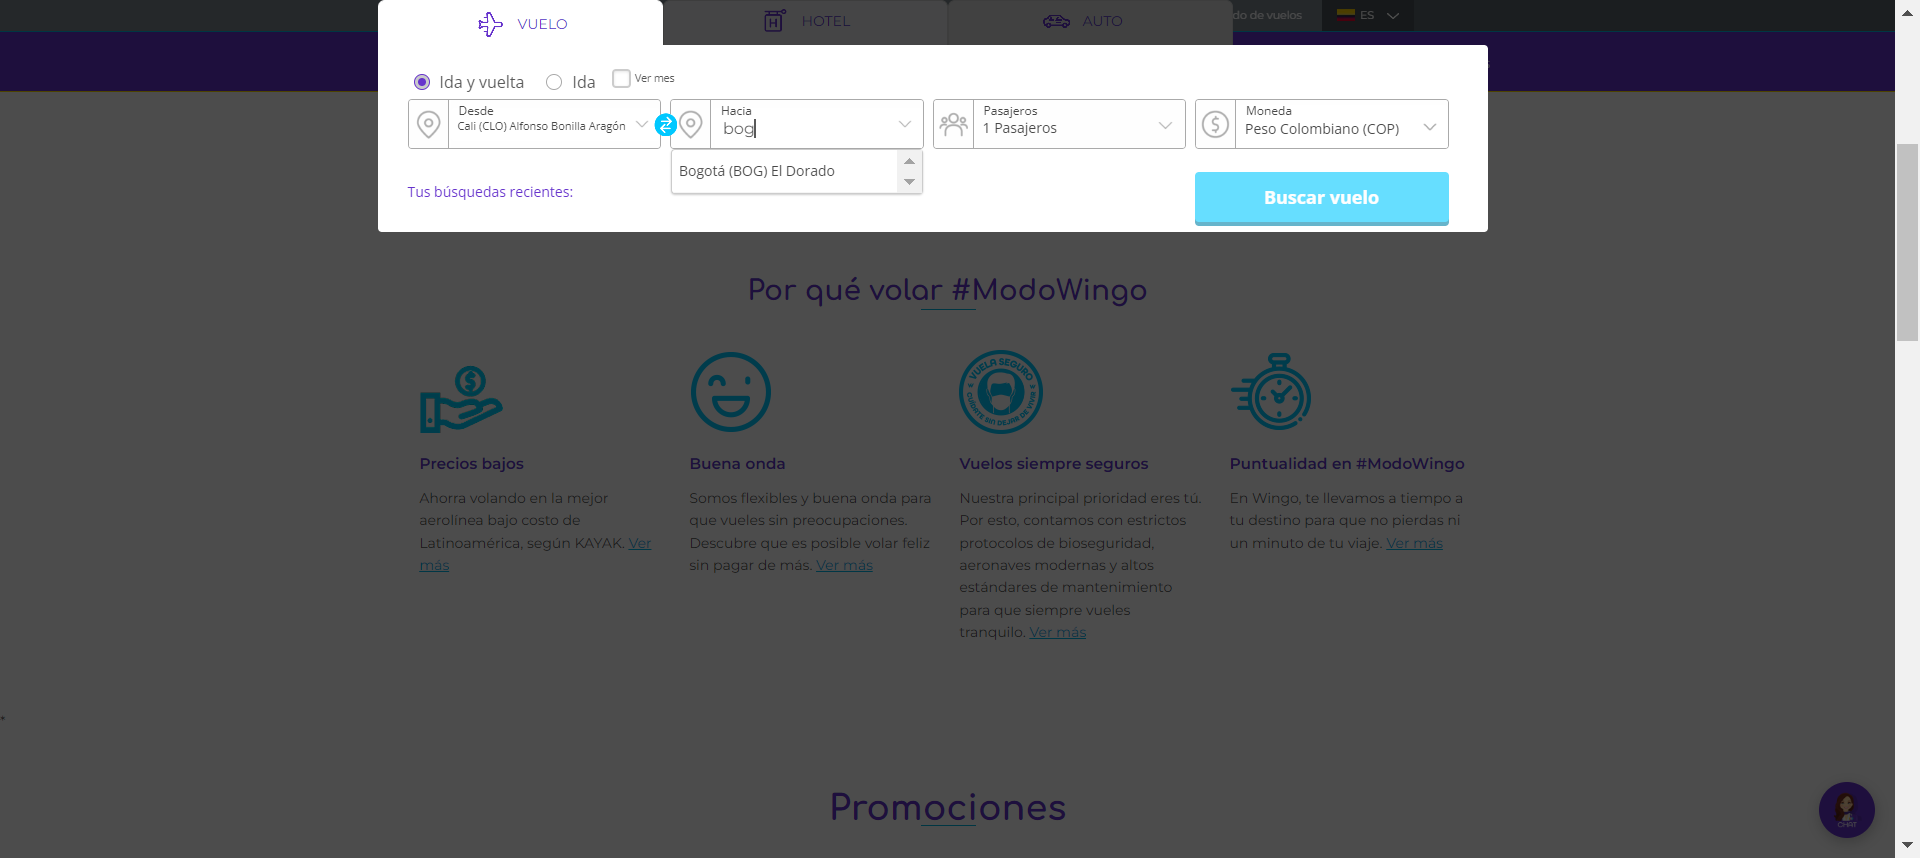 VUELO
HOTEL
AUTO
do de vuelos
ES
Ida y vuelta
Ida
Ver mes
Desde
Cali (CLO) Alfonso Bonilla Aragón
Hacia
bog
Pasajeros
1 Pasajeros
Moneda
Peso Colombiano (COP)
Bogotá (BOG) El Dorado
Tus búsquedas recientes:
Buscar vuelo
Por qué volar #ModoWingo
VUELA SEGURO
CUÍDATE SIN DEJAR DE VIVIR
Precios bajos
Ahorra volando en la mejor
aerolínea bajo costo de
Latinoamérica, según KAYAK. Ver
más
Buena onda
Somos flexibles y buena onda para
que vueles sin preocupaciones.
Descubre que es posible volar feliz
sin pagar de más. Ver más
Vuelos siempre seguros
Nuestra principal prioridad eres tú.
Por esto, contamos con estrictos
protocolos de bioseguridad,
aeronaves modernas y altos
estándares de mantenimiento
para que siempre vueles
tranquilo. Ver más
Puntualidad en #ModoWingo
En Wingo, te llevamos a tiempo a
tu destino para que no pierdas ni
un minuto de tu viaje. Ver más
Promociones
CHAT